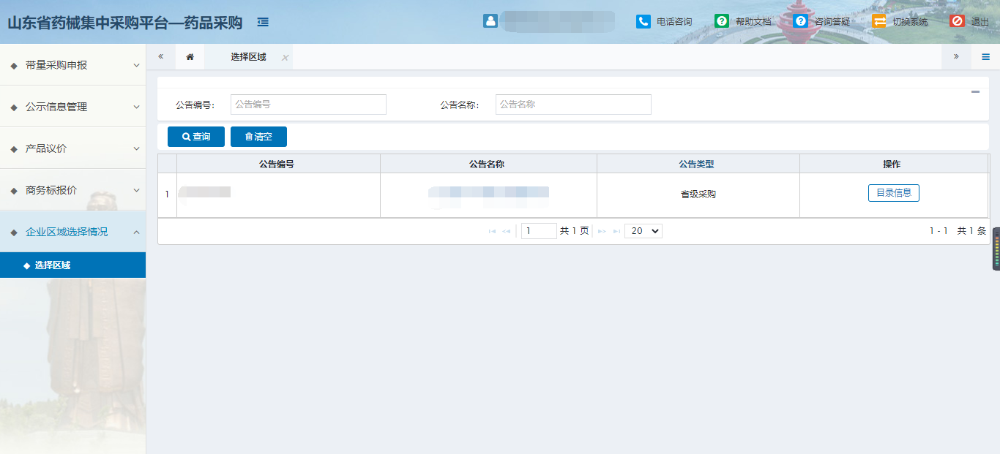 山东省药械集中采购平台—药品采购
电话咨询 帮助文档 咨询答疑 切换系统 退出
带量采购申报
公示信息管理
产品议价
商务标报价
企业区域选择情况
选择区域
选择区域
公告编号： 公告编号 公告名称： 公告名称
查询 清空
公告编号 公告名称 公告类型 操作
1 省级采购 目录信息
1 共 1 页 20 1 - 1 共 1 条